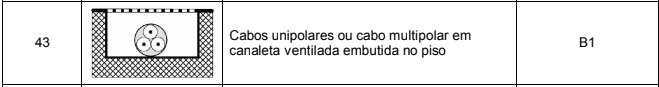 43
Cabos unipolares ou cabo multipolar em
canaleta ventilada embutida no piso
B1